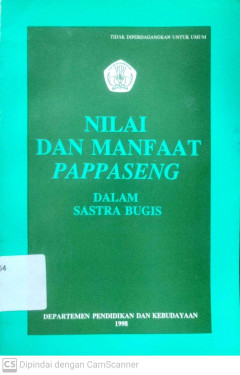 TIDAK DIPERDAGANGKAN UNTUK UMUM
NILAI
DAN MANFAAT
PAPPASENG
DALAM
SASTRA BUGIS
64
DEPARTEMEN PENDIDIKAN DAN KEBUDAYAAN
1998
CS Dipindai dengan CamScanner